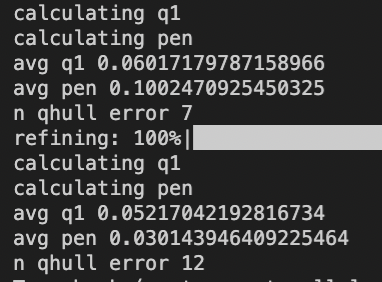 calculating q1
calculating pen
avg q1 0.06017179787158966
avg pen 0.1002470925450325
n qhull error 7
refining: 100%|
calculating q1
calculating pen
avg q1 0.05217042192816734
avg pen 0.030143946409225464
n qhull error 12